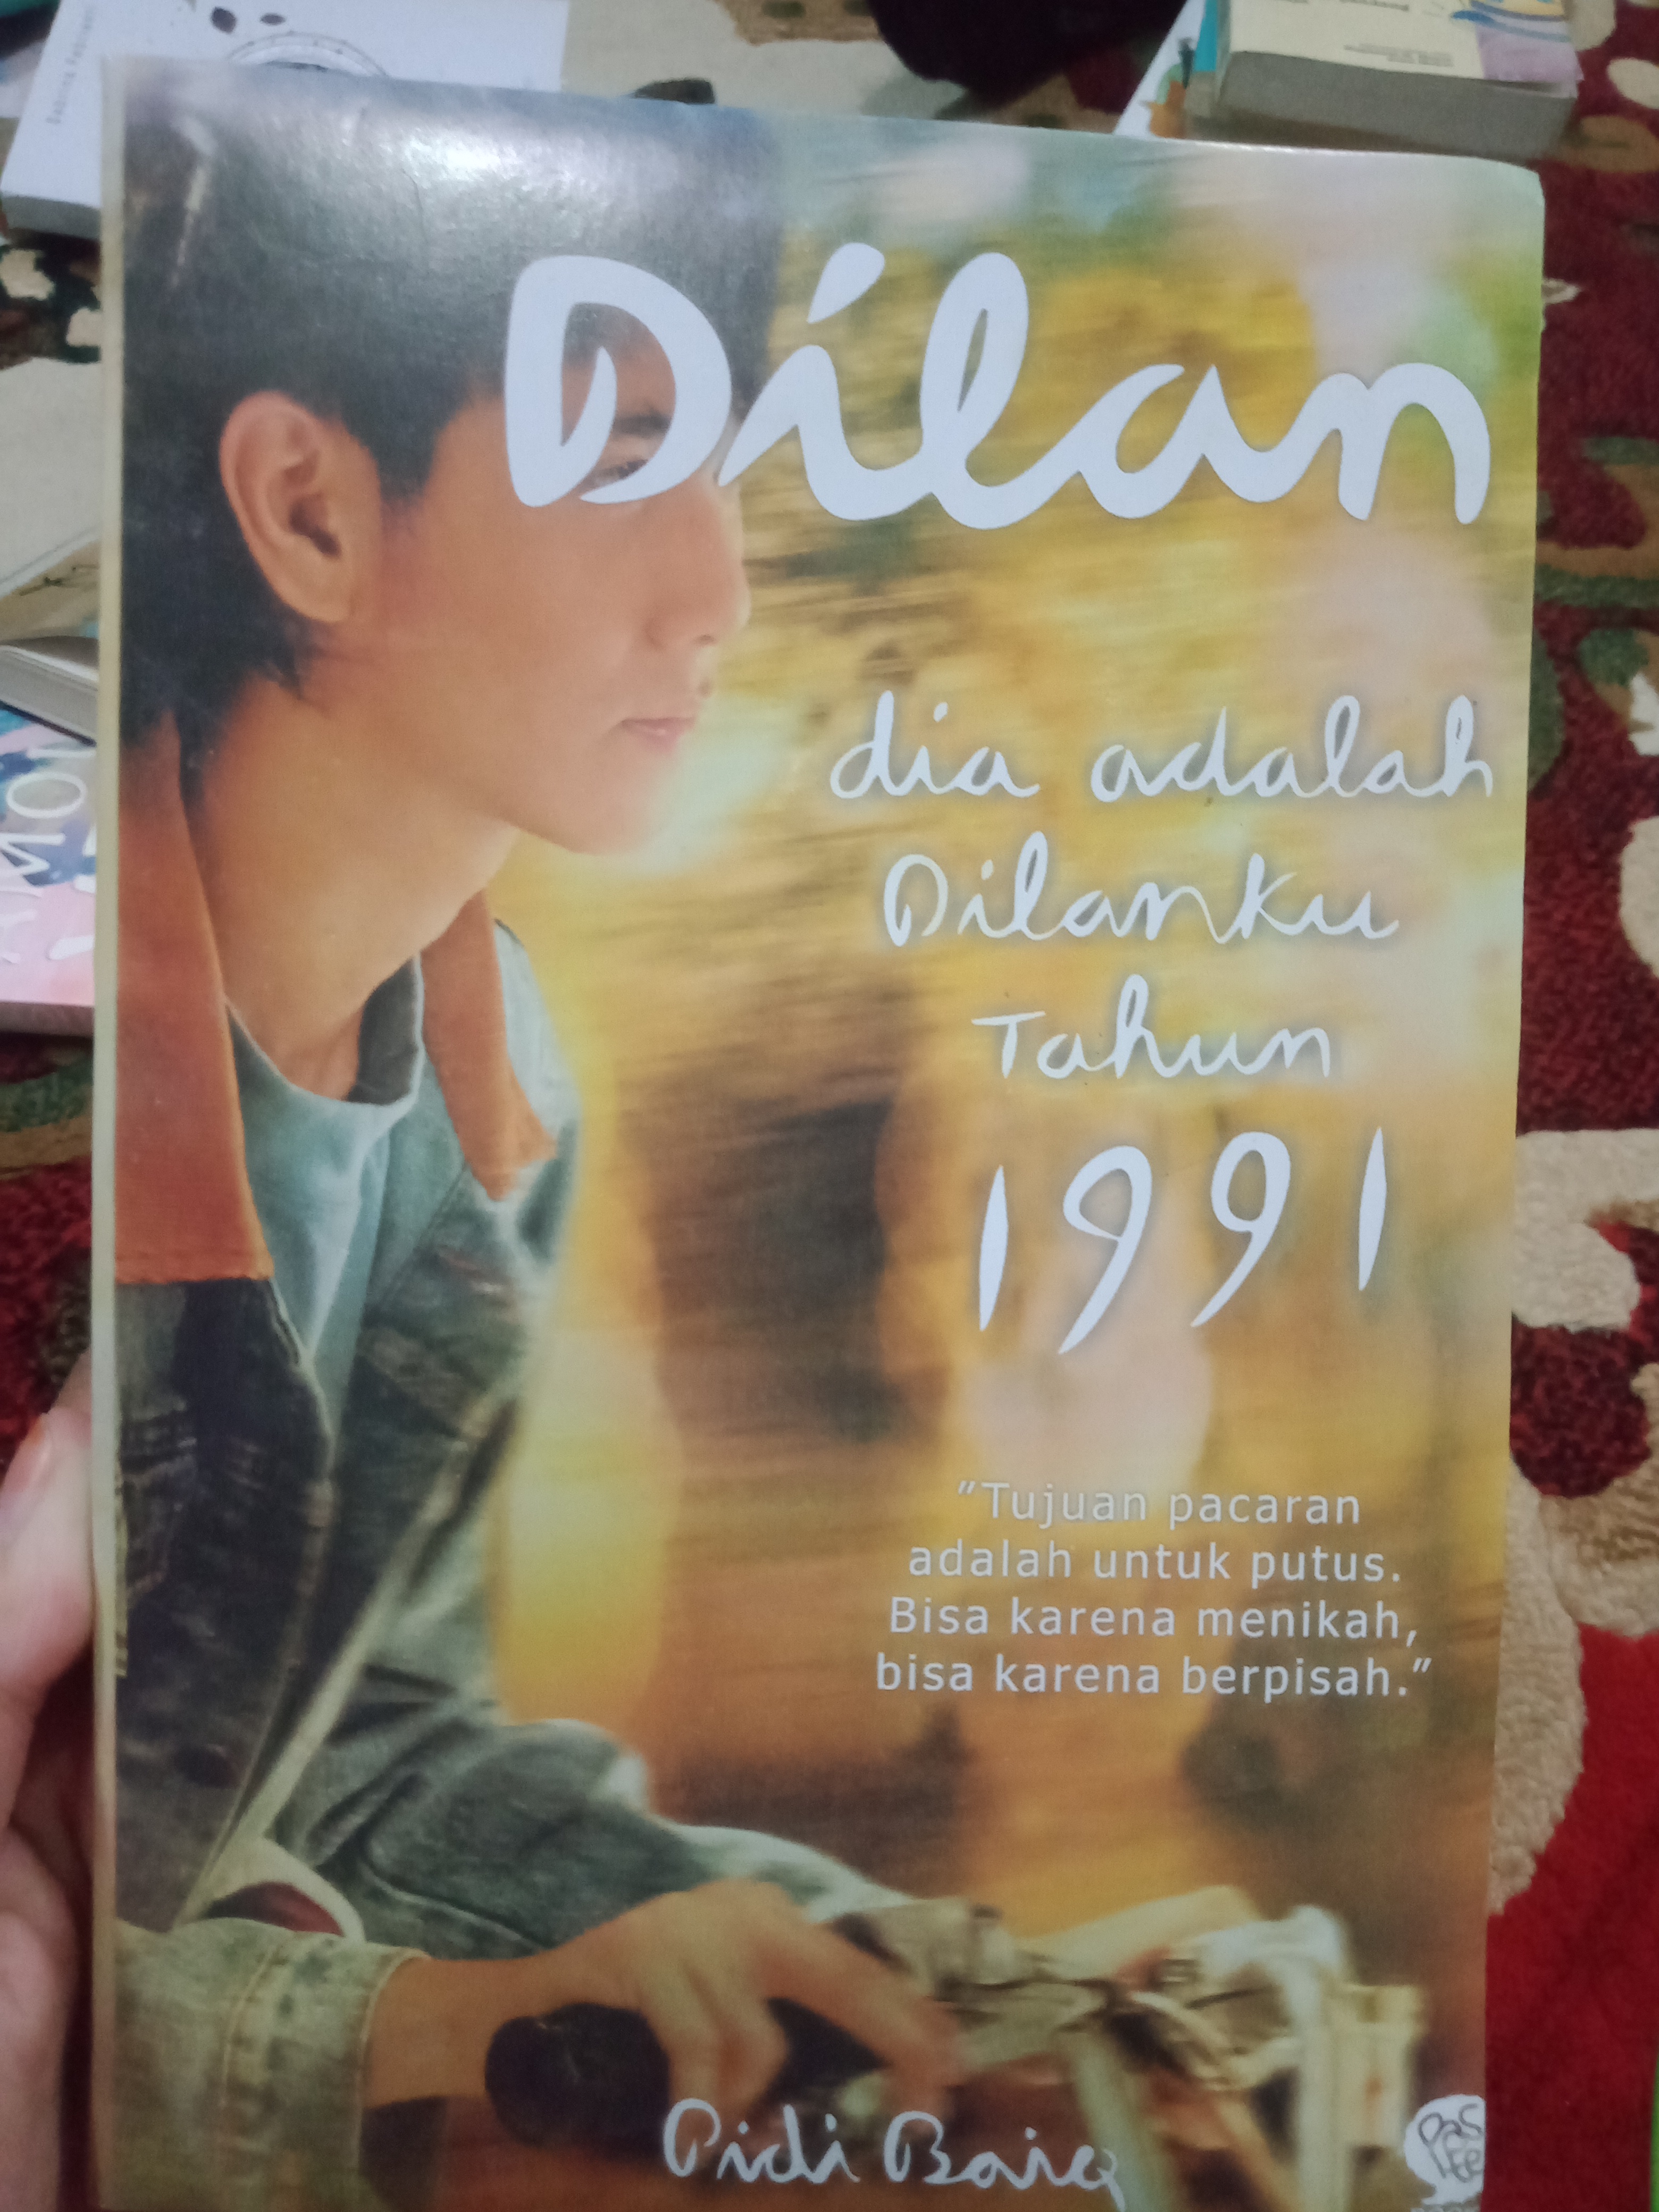 Dilan
dia adalah
Dilanku
Tahun
1991
"Tujuan pacaran
adalah untuk putus.
Bisa karena menikah,
bisa karena berpisah."
Pidi Baiq